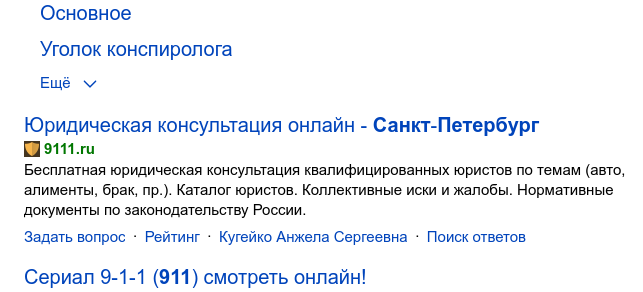 Основное
Уголок конспиролога
Ещё
Юридическая консультация онлайн - Санкт-Петербург
9111.ru
Бесплатная юридическая консультация квалифицированных юристов по темам (авто,
алименты, брак, пр.). Каталог юристов. Коллективные иски и жалобы. Нормативные
документы по законодательству России.
Задать вопрос · Рейтинг · Кугейко Анжела Сергеевна · Поиск ответов
Сериал 9-1-1 (911) смотреть онлайн!